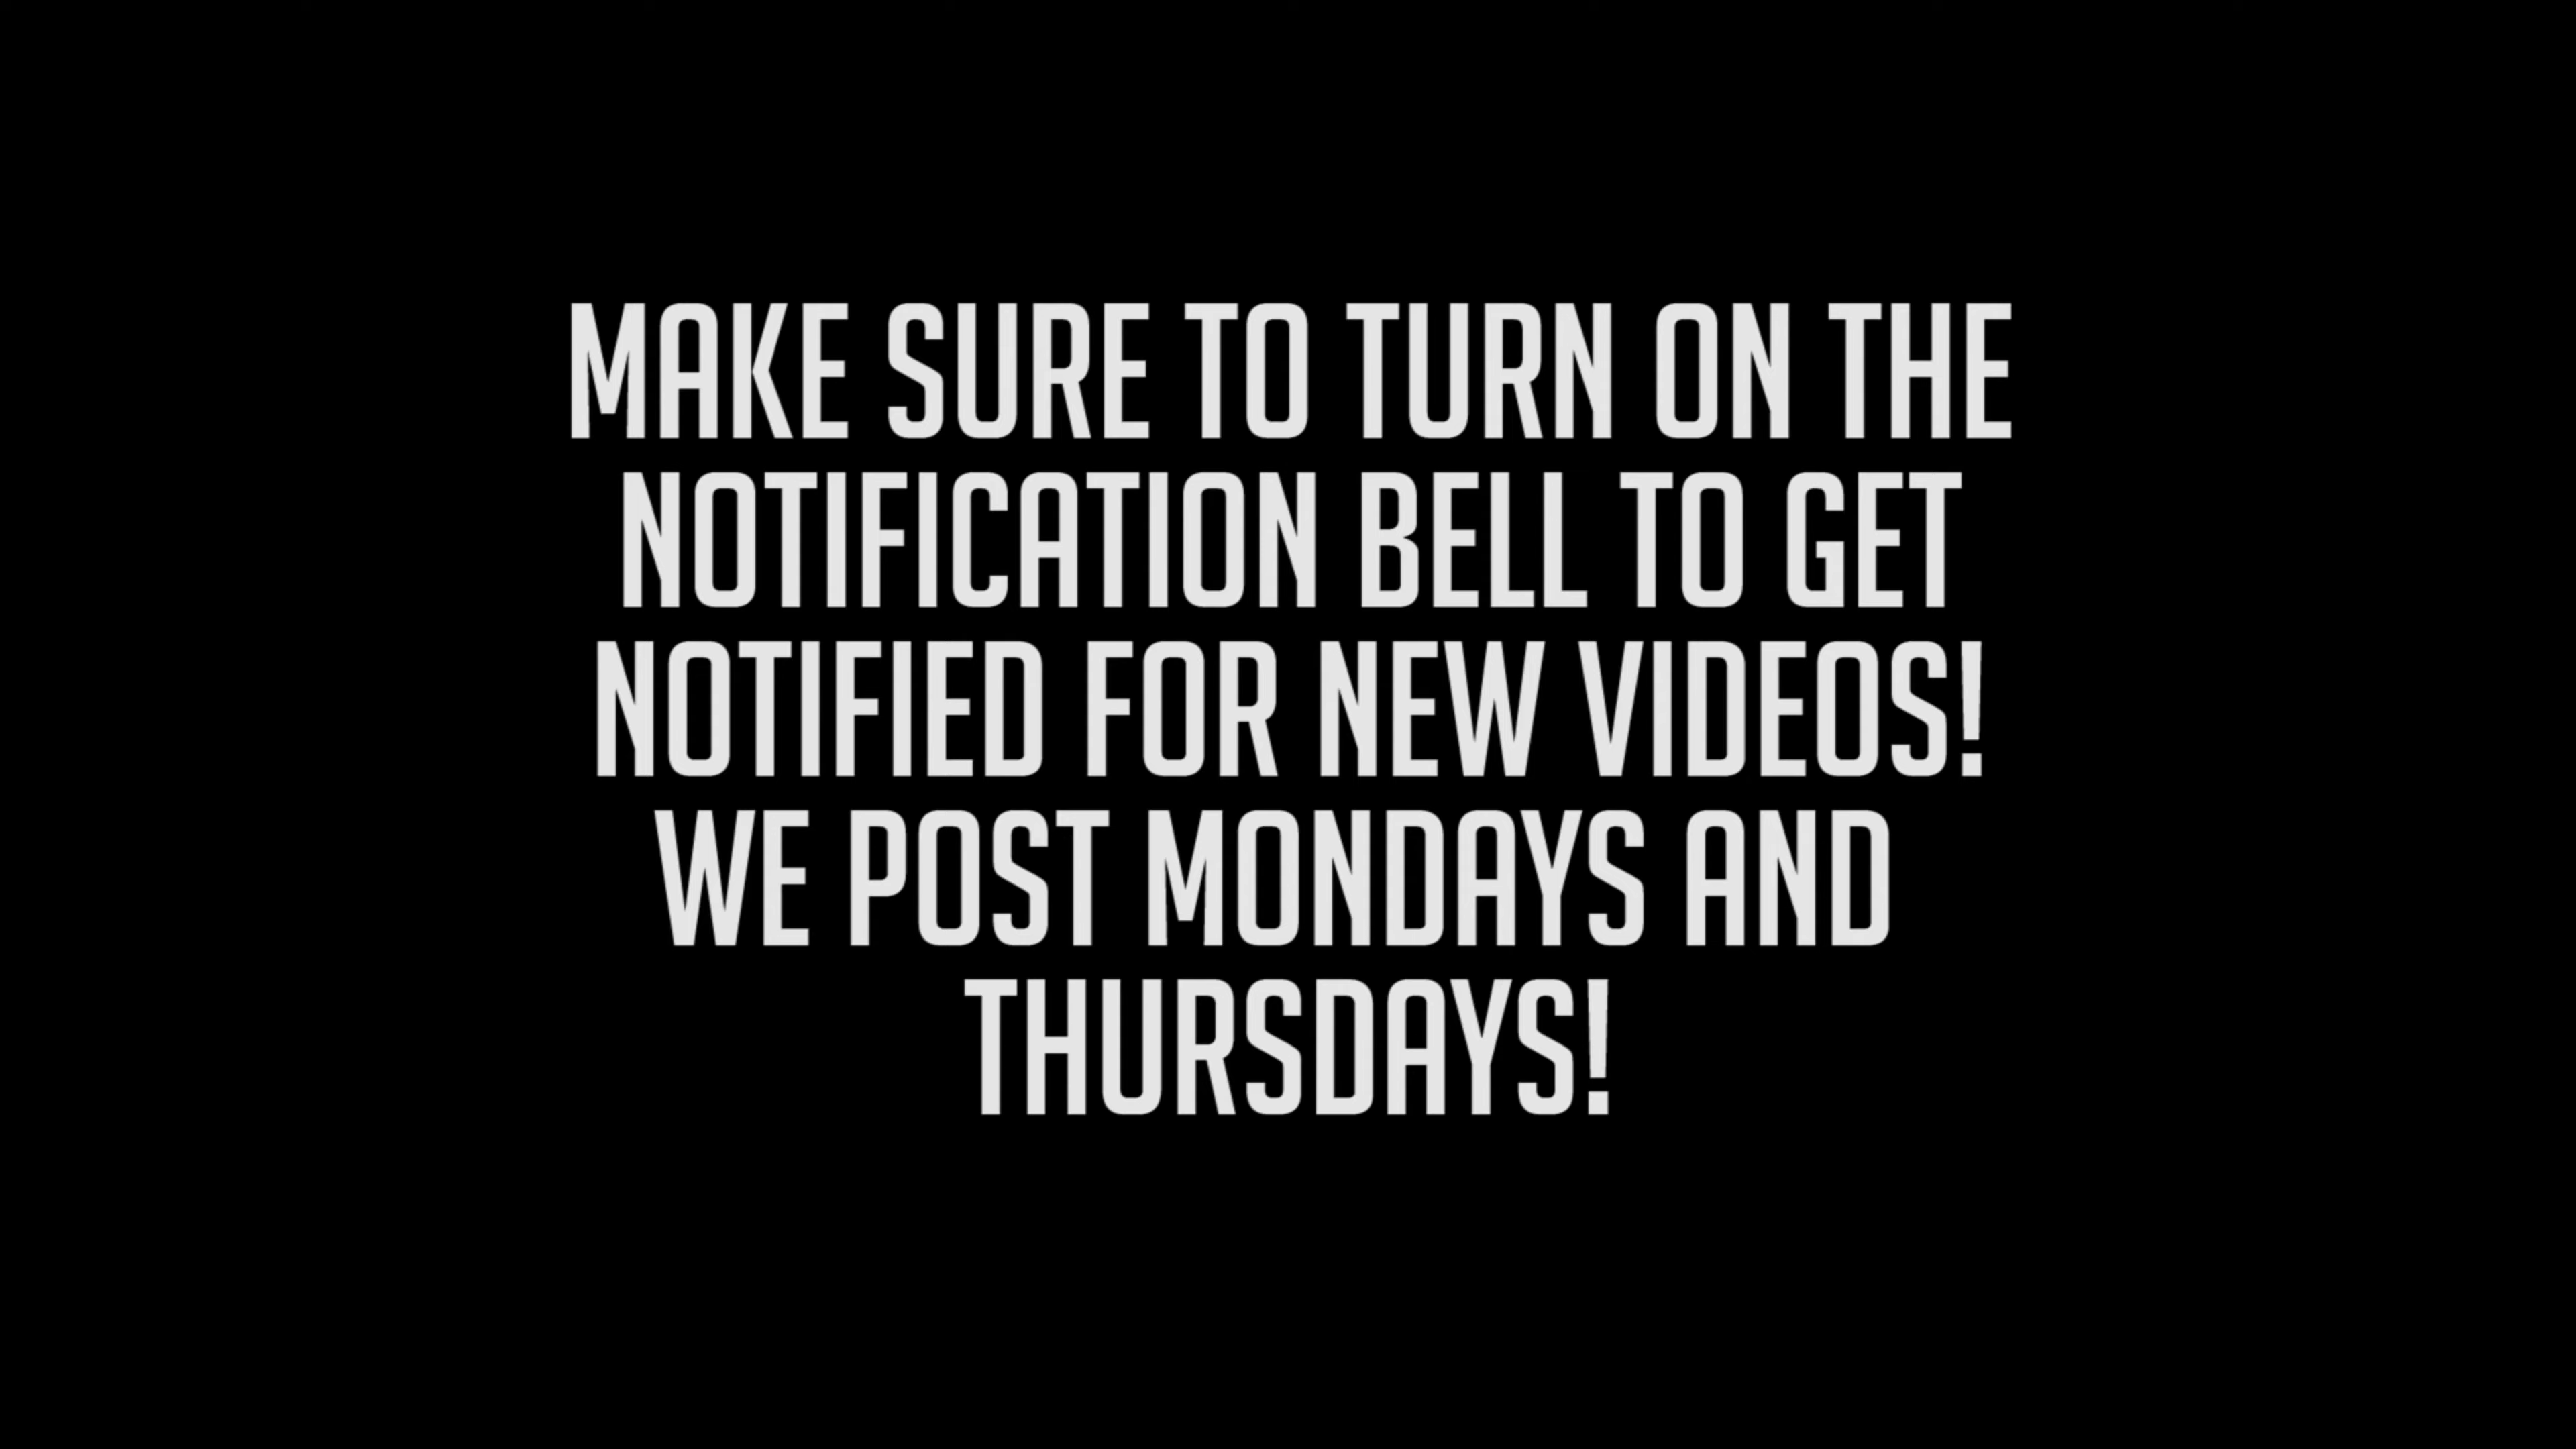 MAKE SURE TO TURN ON THE
NOTIFICATION BELL TO GET
NOTIFIED FOR NEW VIDEOS!
WE POST MONDAYS AND
THURSDAYS!